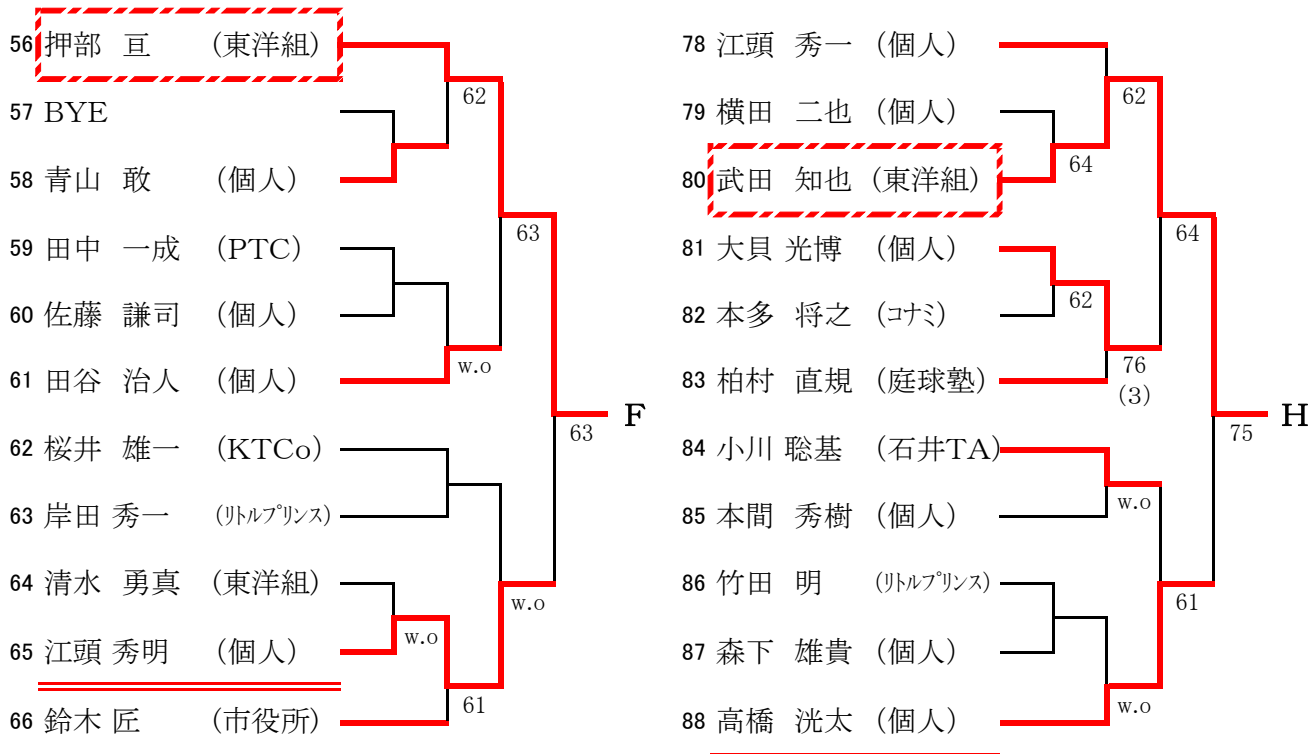 56 押部 亘 (東洋組)
57 BYE
58 青山 敢 (個人)
59 田中 一成 (PTC)
60 佐藤 謙司 (個人)
61 田谷 治人 (個人)
62 桜井 雄一 (KTCo)
63 岸田 秀一 (ﾘﾄﾙﾌﾟﾘﾝｽ)
64 清水 勇真 (東洋組)
65 江頭 秀明 (個人)
66 鈴木 匠 (市役所)
62
63
w.o
63
F
w.o
w.o
61
78 江頭 秀一 (個人)
79 横田 二也 (個人)
80 武田 知也 (東洋組)
81 大貝 光博 (個人)
82 本多 将之 (ｺﾅﾐ)
83 柏村 直規 (庭球塾)
84 小川 聡基 (石井TA)
85 本間 秀樹 (個人)
86 竹田 明 (ﾘﾄﾙﾌﾟﾘﾝｽ)
87 森下 雄貴 (個人)
88 高橋 洸太 (個人)
62
64
64
62
76
(3)
75
H
w.o
61
w.o